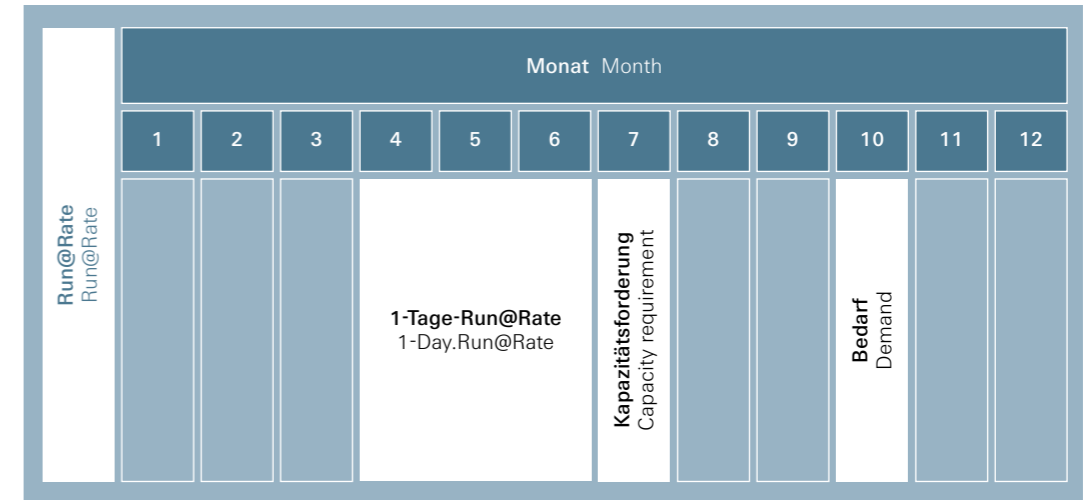 Monat Month
1 2 3 4 5 6 7 8 9 10 11 12
Run@Rate
Run@Rate
1-Tage-Run@Rate
1-Day.Run@Rate
Kapazitätsforderung
Capacity requirement
Bedarf
Demand